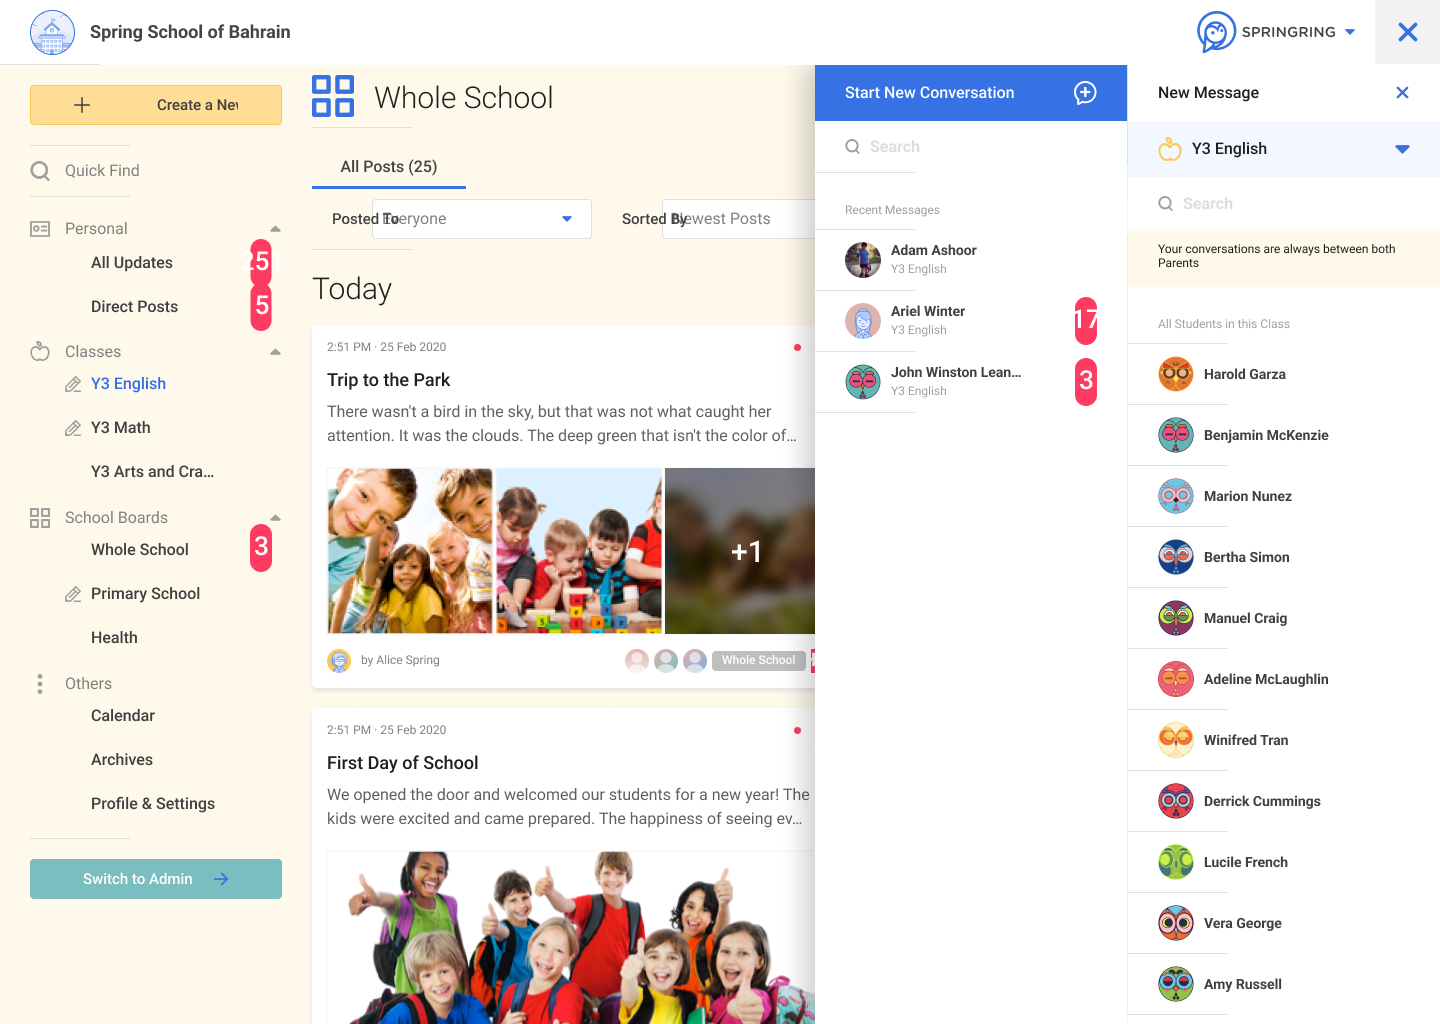 Spring School of Bahrain
SPRINGRING
Create a Nev
Quick Find
Personal
All Updates
25
Direct Posts
5
Classes
Y3 English
Y3 Math
Y3 Arts and Cra...
School Boards
Whole School
3
Primary School
Health
Others
Calendar
Archives
Profile & Settings
Switch to Admin
Whole School
All Posts (25)
Posted To
Everyone
Sorted By
Newest Posts
Today
2:51 PM · 25 Feb 2020
Trip to the Park
There wasn't a bird in the sky, but that was not what caught her
attention. It was the clouds. The deep green that isn't the color of...
+1
by Alice Spring
Whole School
2:51 PM · 25 Feb 2020
First Day of School
We opened the door and welcomed our students for a new year! The
kids were excited and came prepared. The happiness of seeing ev...
Start New Conversation
Search
Recent Messages
Adam Ashoor
Y3 English
Ariel Winter
Y3 English
17
John Winston Lean...
Y3 English
3
New Message
Y3 English
Search
Your conversations are always between both
Parents
All Students in this Class
Harold Garza
Benjamin McKenzie
Marion Nunez
Bertha Simon
Manuel Craig
Adeline McLaughlin
Winifred Tran
Derrick Cummings
Lucile French
Vera George
Amy Russell